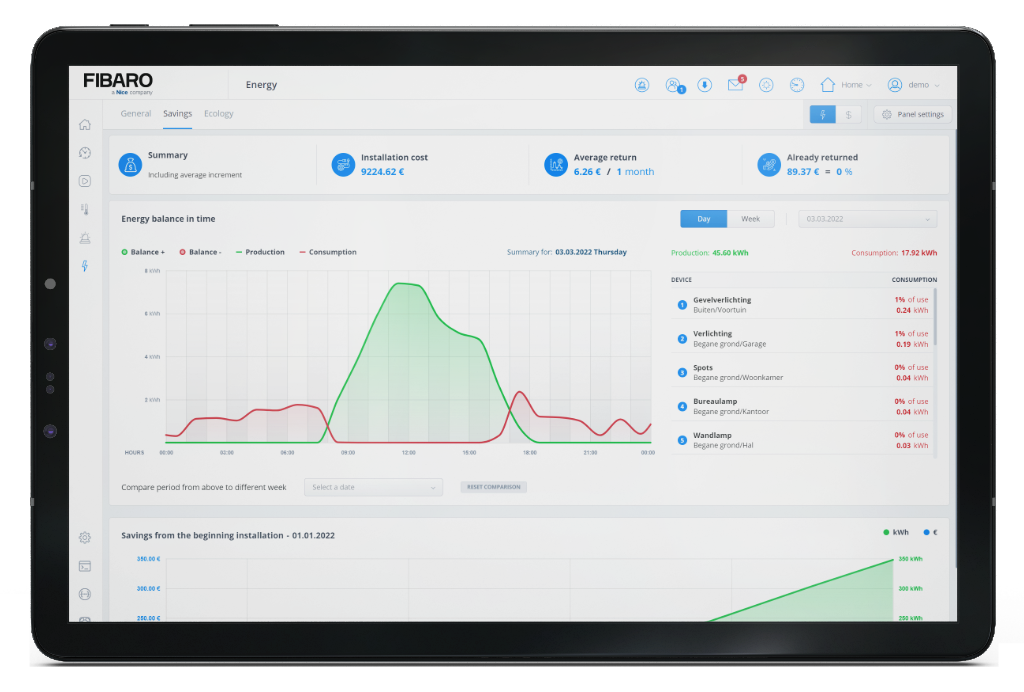 FIBARO
a Nice company
Energy
1
5
Home
demo
General Savings Ecology
$ Panel settings
Summary
Including average increment
Installation cost
9224.62 €
Average return
6.26 € / 1 month
Already returned
89.37 € = 0 %
Energy balance in time
Day Week 03.03.2022
Balance + Balance - Production Consumption
Summary for: 03.03.2022 Thursday
Production: 45.60 kWh Consumption: 17.92 kWh
8 kWh
6 kWh
4 kWh
2 kWh
HOURS 00:00 03:00 06:00 09:00 12:00 15:00 18:00 21:00 00:00
DEVICE CONSUMPTION
1 Gevelverlichting 1% of use
Buiten/Voortuin 0.24 kWh
2 Verlichting 1% of use
Begane grond/Garage 0.19 kWh
3 Spots 0% of use
Begane grond/Woonkamer 0.04 kWh
4 Bureaulamp 0% of use
Begane grond/Kantoor 0.04 kWh
5 Wandlamp 0% of use
Begane grond/Hal 0.03 kWh
Compare period from above to different week Select a date RESET COMPARISON
Savings from the beginning installation - 01.01.2022
kWh €
350.00 € 350 kWh
300.00 € 300 kWh
250.00 € 250 kWh